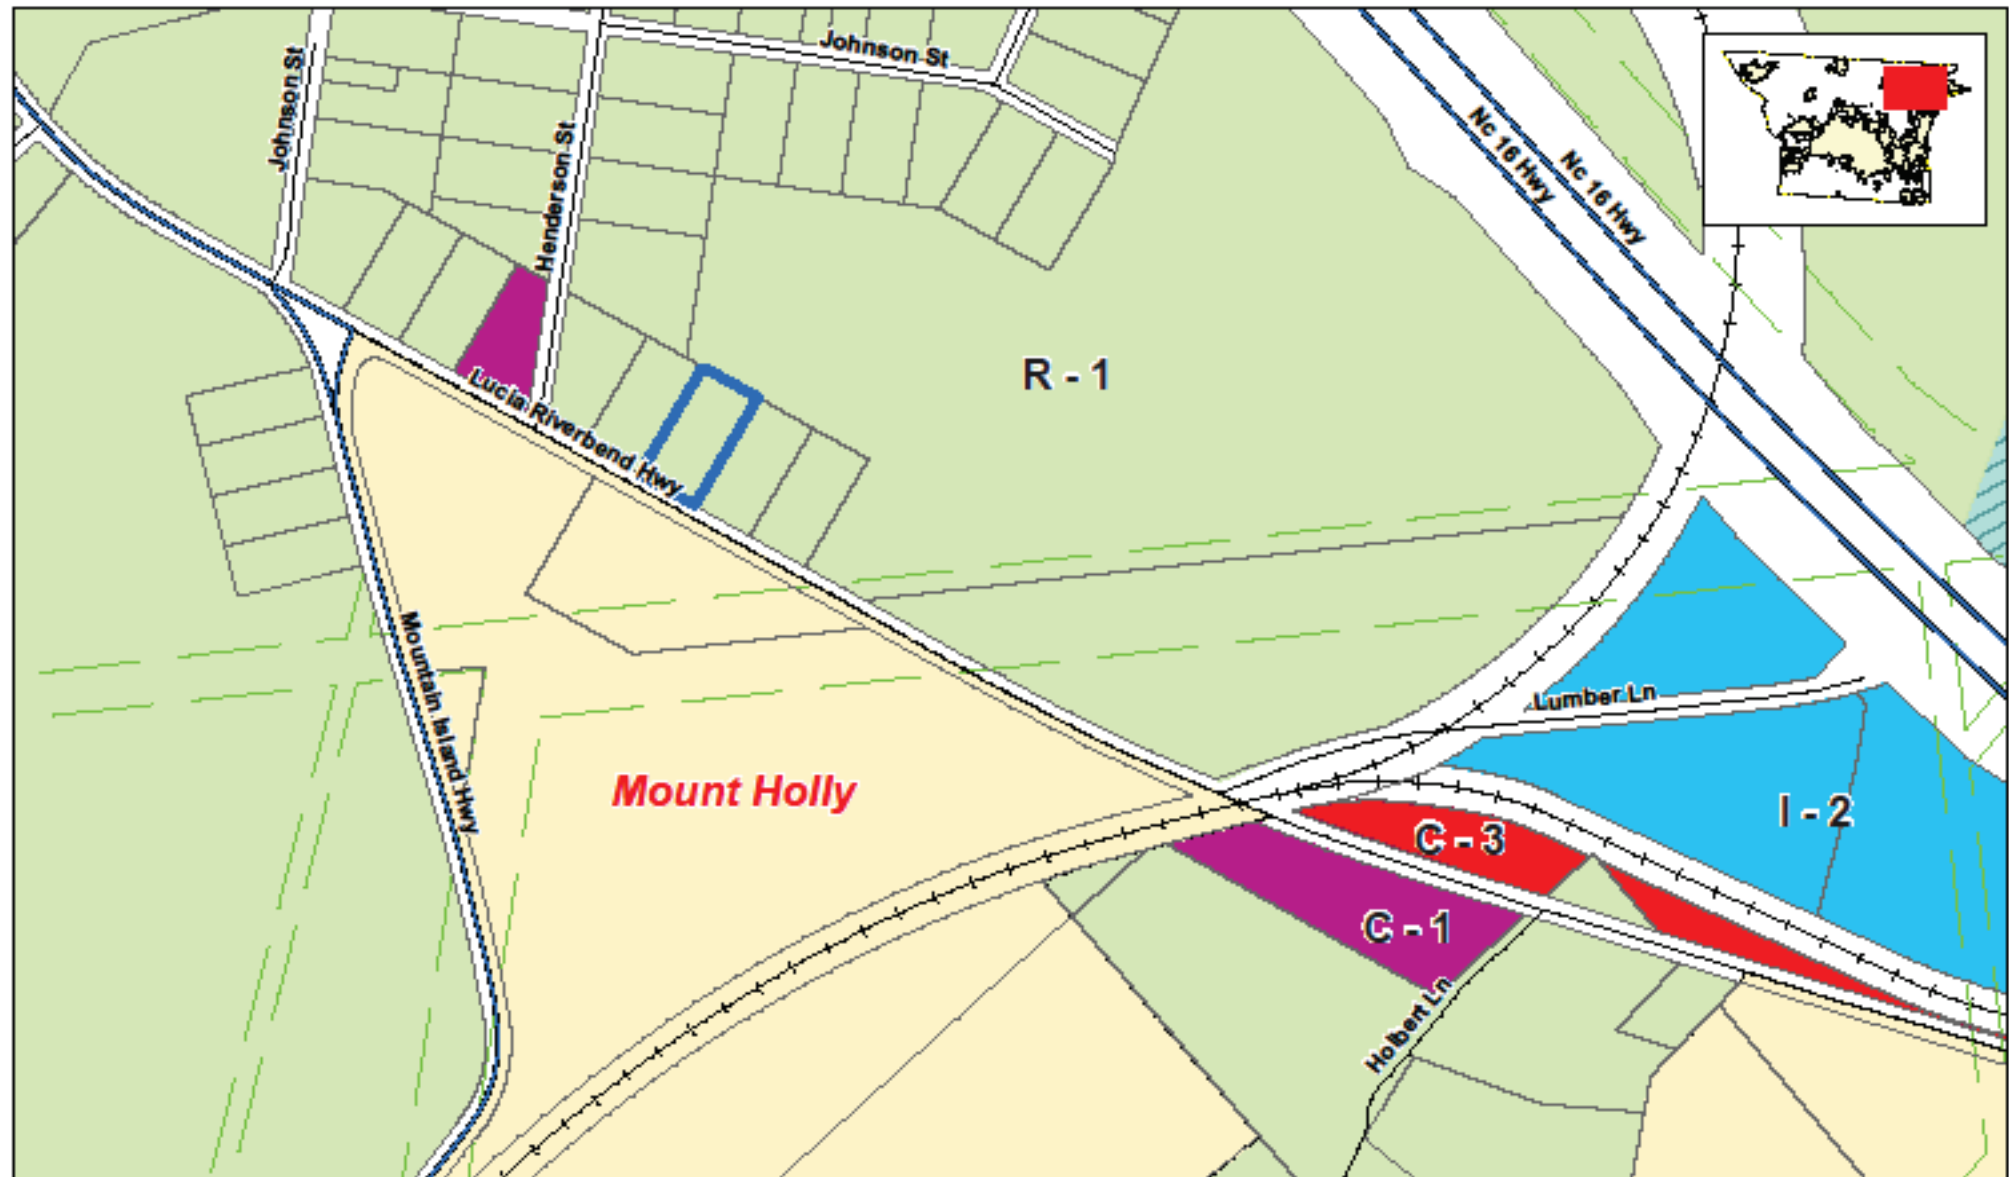 Johnson St
Johnson St
Henderson St
Nc 16 Hwy
Nc 16 Hwy
R - 1
Lucia Riverbend Hwy
Mountain Island Hwy
Lumber Ln
Mount Holly
I - 2
C - 3
C - 1
Holbert Ln